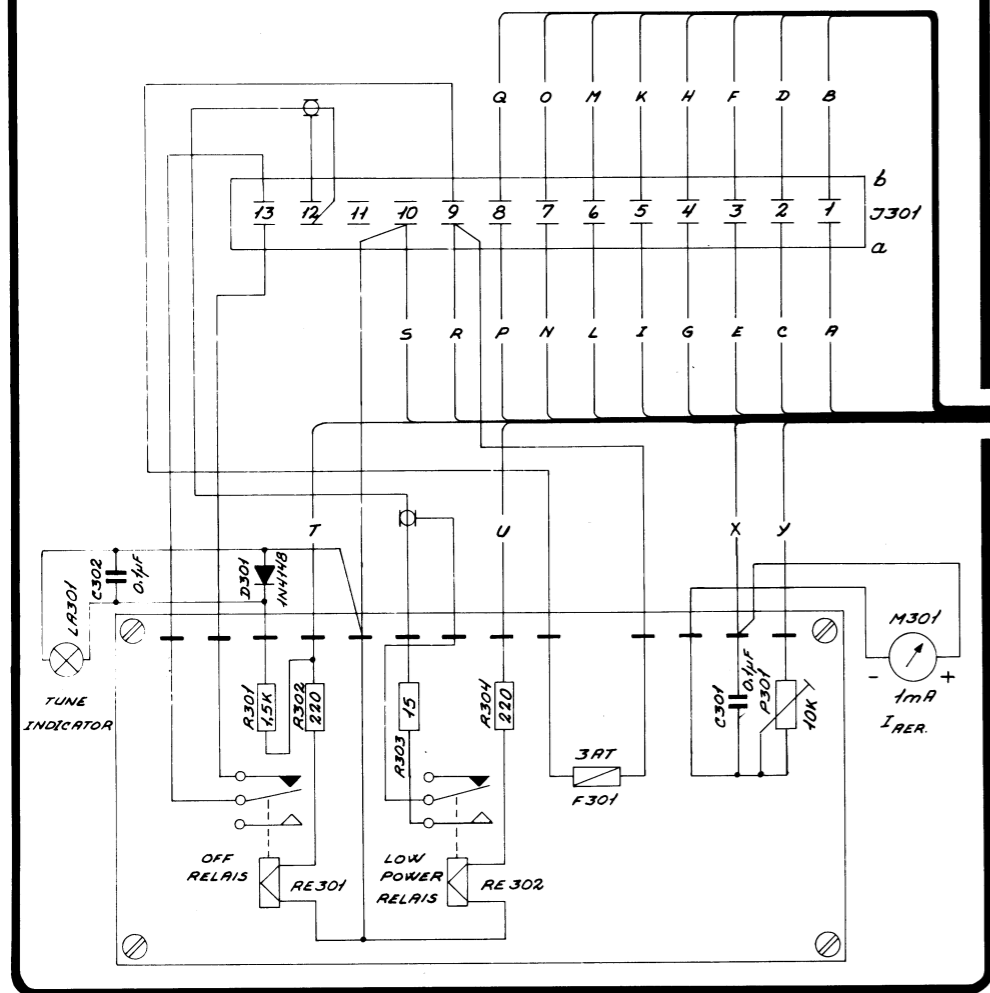 Q O M K H F D B
b
13 12 11 10 9 8 7 6 5 4 3 2 1
J301
a
S R P N L I G E C A
T U X Y
LA301
C302
0.1µF
D301
1N4148
TUNE
INDICATOR
R301
1,5K
R302
220
R303
15
R304
220
3AT
F301
C301
0.1µF
P301
10K
M301
- +
1mA
I AER.
OFF
RELAIS
RE301
LOW
POWER
RELAIS
RE302